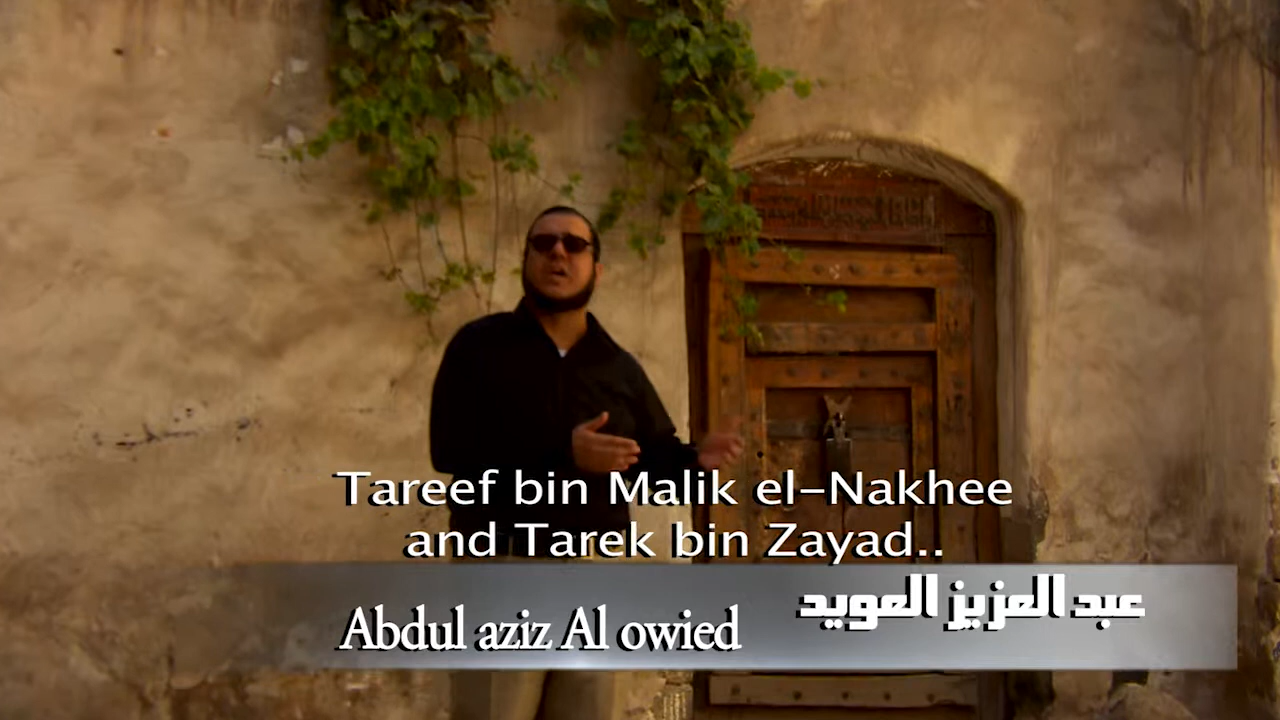 Tareef bin Malik el-Nakhee
and Tarek bin Zayad..
عبد العزيز العويد
Abdul aziz Al owied